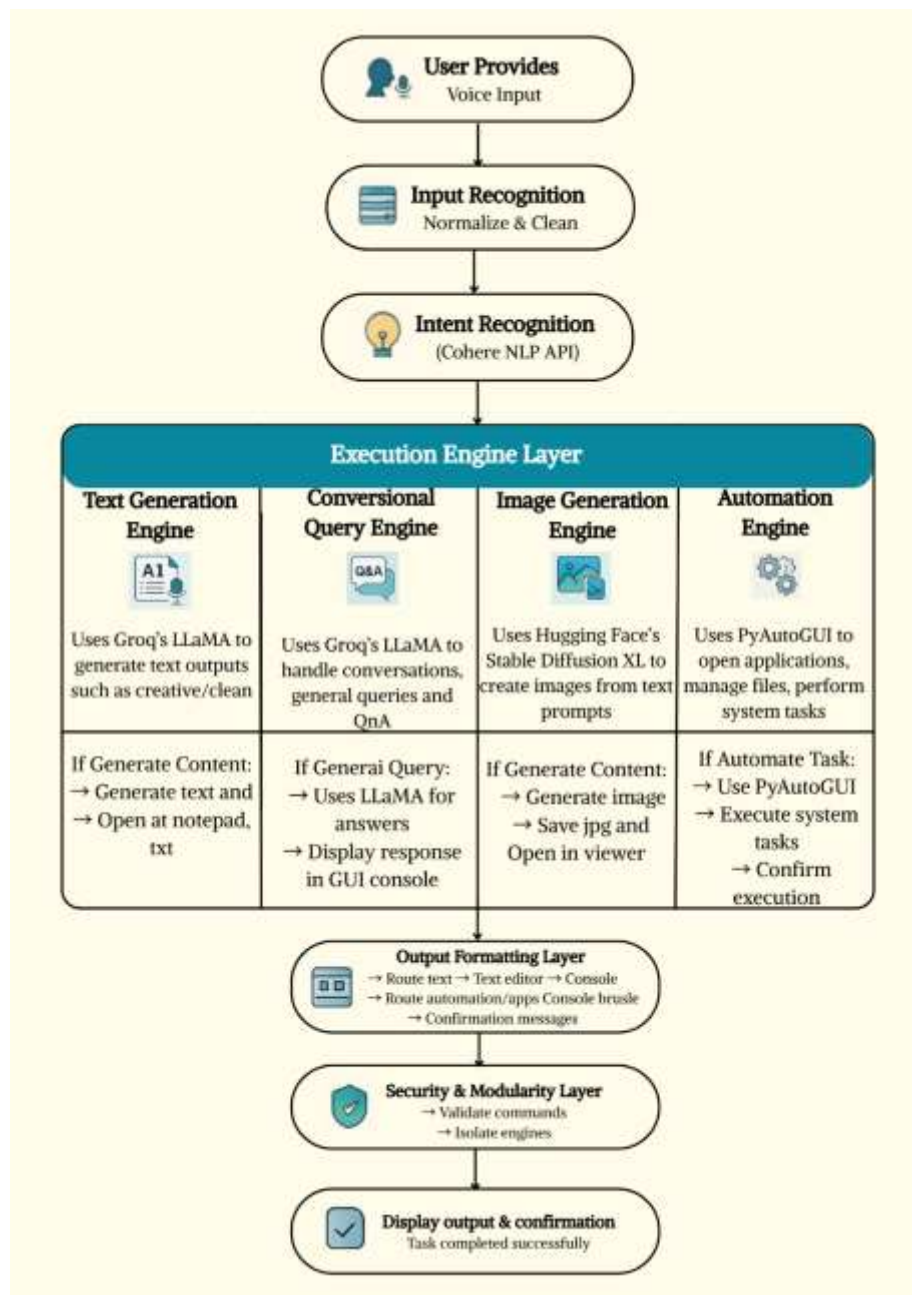 User Provides
Voice Input
Input Recognition
Normalize & Clean
Intent Recognition
(Cohere NLP API)
Execution Engine Layer
Text Generation
Engine
A1
Uses Groq's LLaMA to
generate text outputs
such as creative/clean
If Generate Content:
→ Generate text and
→ Open at notepad,
txt
Conversional
Query Engine
Q&A
Uses Groq's LLaMA to
handle conversations,
general queries and
QnA
If Generai Query:
→ Uses LLaMA for
answers
→ Display response
in GUI console
Image Generation
Engine
Uses Hugging Face's
Stable Diffusion XL to
create images from text
prompts
If Generate Content:
→ Generate image
→ Save jpg and
Open in viewer
Automation
Engine
Uses PyAutoGUI to
open applications,
manage files, perform
system tasks
If Automate Task:
→ Use PyAutoGUI
→ Execute system
tasks
→ Confirm
execution
Output Formatting Layer
→ Route text → Text editor → Console
→ Route automation/apps Console brusle
→ Confirmation messages
Security & Modularity Layer
→ Validate commands
→ Isolate engines
Display output & confirmation
Task completed successfully